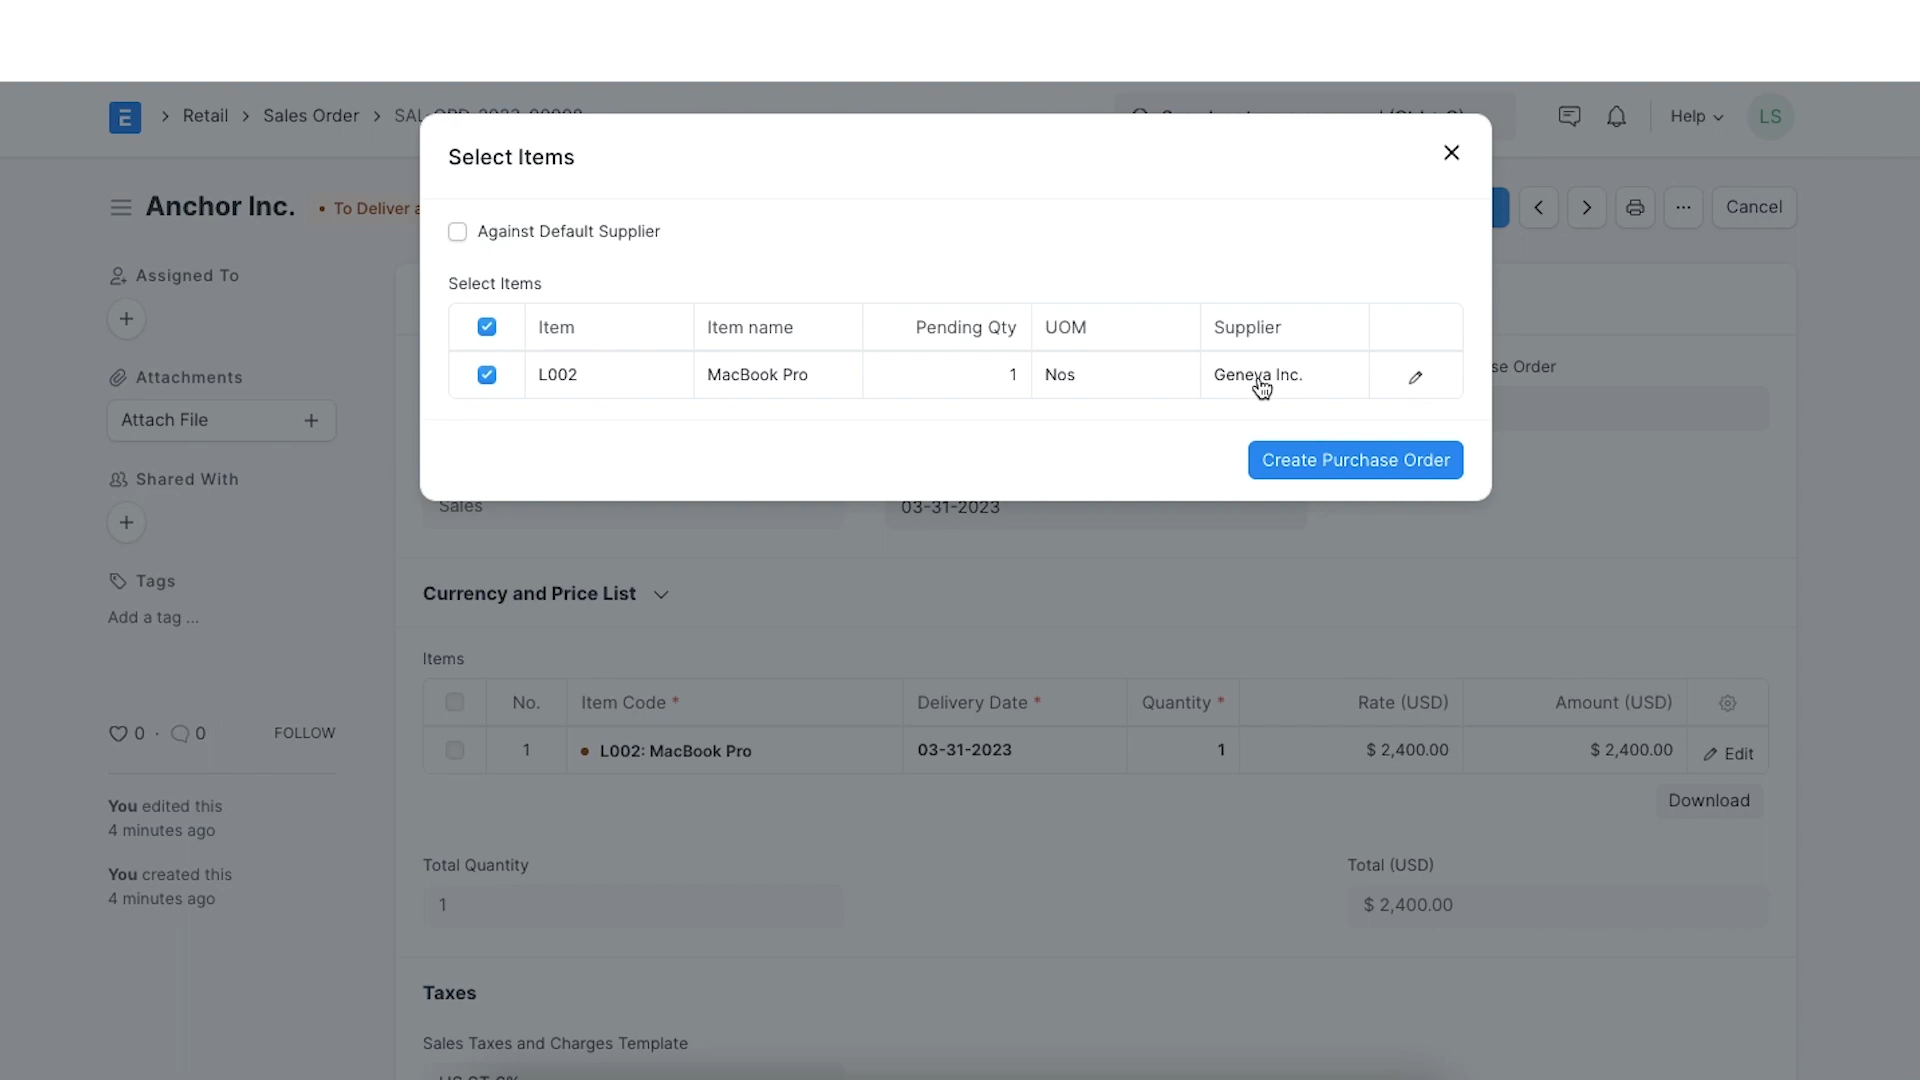 E
Retail
Sales Order
Select Items
Help
LS
Anchor Inc.
To Deliver
Against Default Supplier
Cancel
Assigned To
Select Items
Item Item name Pending Qty UOM Supplier
L002 MacBook Pro 1 Nos Geneva Inc.
Order
Attachments
Attach File
Create Purchase Order
Shared With
Sales
03-31-2023
Tags
Add a tag ...
Currency and Price List
Items
No. Item Code * Delivery Date * Quantity * Rate (USD) Amount (USD)
1 L002: MacBook Pro 03-31-2023 1 $ 2,400.00 $ 2,400.00 Edit
Download
0 · 0 FOLLOW
You edited this
4 minutes ago
You created this
4 minutes ago
Total Quantity
1
Total (USD)
$ 2,400.00
Taxes
Sales Taxes and Charges Template